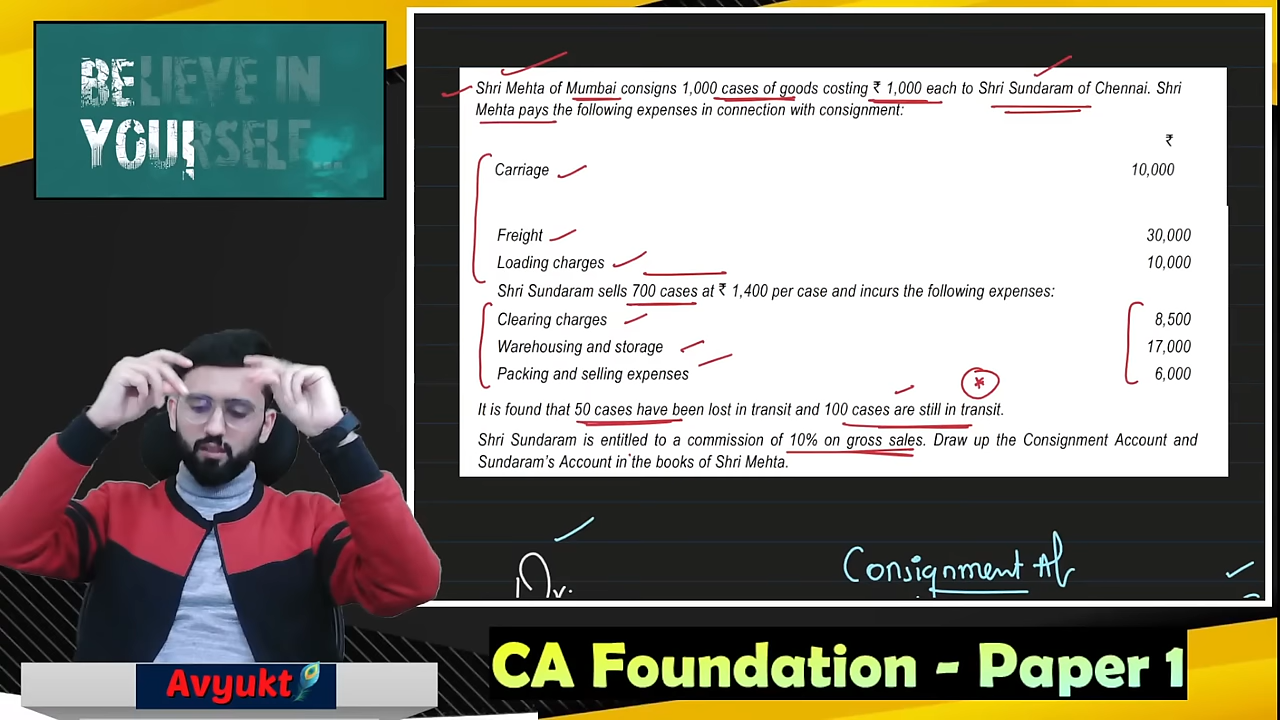 BELIEVE IN
YOURSELF...
Shri Mehta of Mumbai consigns 1,000 cases of goods costing ₹ 1,000 each to Shri Sundaram of Chennai. Shri
Mehta pays the following expenses in connection with consignment:
₹
Carriage 10,000
Freight 30,000
Loading charges 10,000
Shri Sundaram sells 700 cases at ₹ 1,400 per case and incurs the following expenses:
Clearing charges 8,500
Warehousing and storage 17,000
Packing and selling expenses 6,000
It is found that 50 cases have been lost in transit and 100 cases are still in transit.
Shri Sundaram is entitled to a commission of 10% on gross sales. Draw up the Consignment Account and
Sundaram's Account in the books of Shri Mehta.
Dr. Consignment A/c
Avyukt
CA Foundation - Paper 1